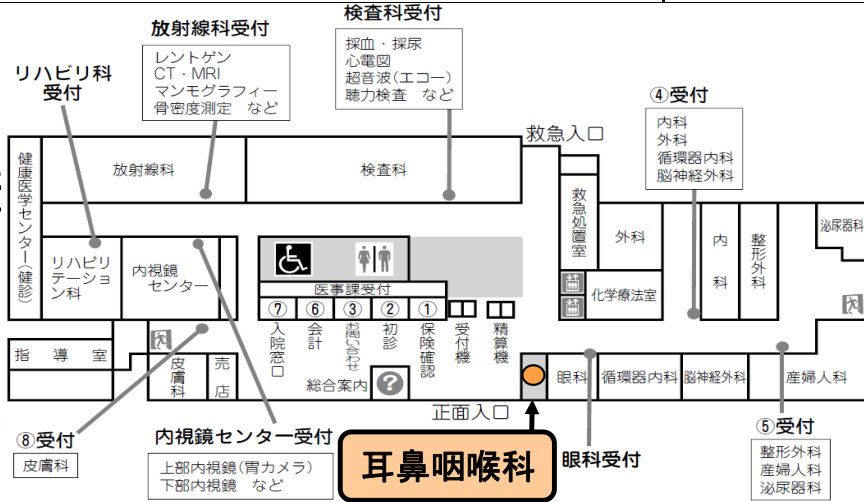 放射線科受付
レントゲン
CT・MRI
マンモグラフィー
骨密度測定 など
検査科受付
採血・採尿
心電図
超音波(エコー)
聴力検査 など
リハビリ科
受付
④受付
内科
外科
循環器内科
脳神経外科
救急入口
健康医学センター(健診)
放射線科
検査科
救急処置室
外科
内科
整形外科
泌尿器科
リハビリ
テーション
科
内視鏡
センター
化学療法室
医事課受付
⑦
⑥
③
②
①
入院窓口
会計
お問い合わせ
初診
保険確認
受付機
精算機
指導室
皮膚科
売店
総合案内
?
眼科
循環器内科
脳神経外科
産婦人科
正面入口
⑧受付
皮膚科
内視鏡センター受付
上部内視鏡(胃カメラ)
下部内視鏡 など
耳鼻咽喉科
眼科受付
⑤受付
整形外科
産婦人科
泌尿器科